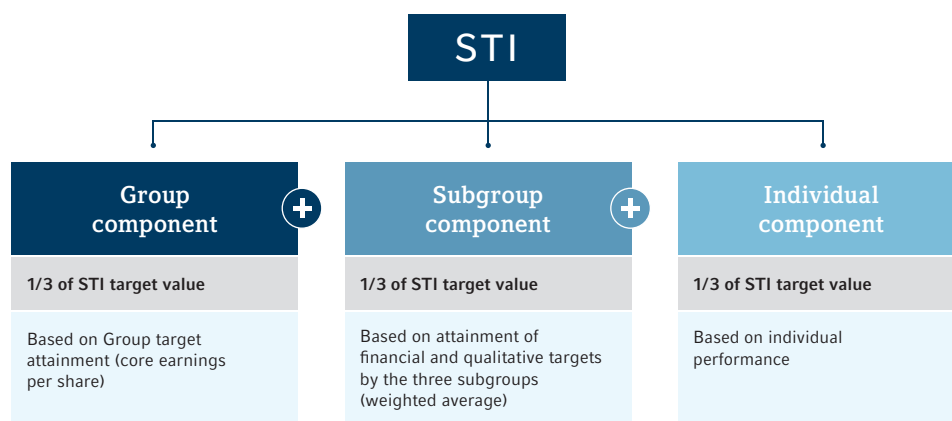 STI
Group
component
+
Subgroup
component
+
Individual
component
1/3 of STI target value
1/3 of STI target value
1/3 of STI target value
Based on Group target
attainment (core earnings
per share)
Based on attainment of
financial and qualitative targets
by the three subgroups
(weighted average)
Based on individual
performance